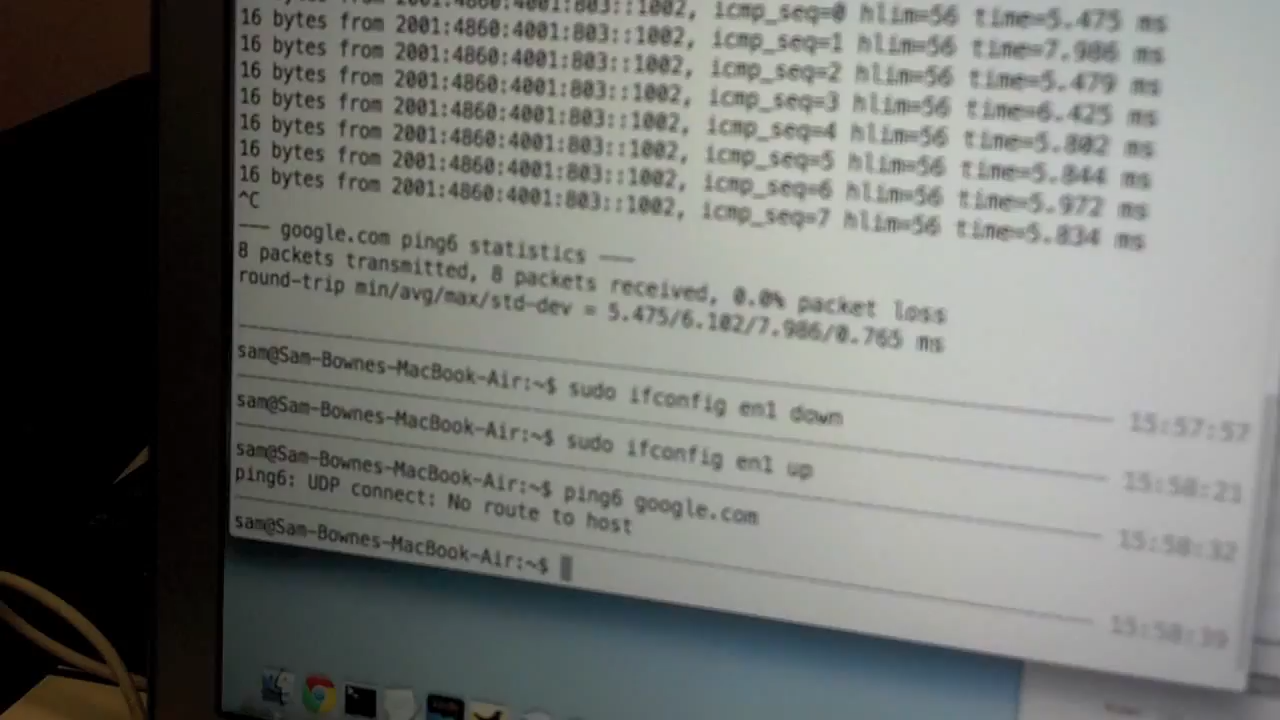 16 bytes from 2001:4860:4001:803::1002, icmp_seq=0 hlim=56 time=5.475 ms
16 bytes from 2001:4860:4001:803::1002, icmp_seq=1 hlim=56 time=7.986 ms
16 bytes from 2001:4860:4001:803::1002, icmp_seq=2 hlim=56 time=5.479 ms
16 bytes from 2001:4860:4001:803::1002, icmp_seq=3 hlim=56 time=6.425 ms
16 bytes from 2001:4860:4001:803::1002, icmp_seq=4 hlim=56 time=5.802 ms
16 bytes from 2001:4860:4001:803::1002, icmp_seq=5 hlim=56 time=5.844 ms
16 bytes from 2001:4860:4001:803::1002, icmp_seq=6 hlim=56 time=5.972 ms
16 bytes from 2001:4860:4001:803::1002, icmp_seq=7 hlim=56 time=5.834 ms
^C
--- google.com ping6 statistics ---
8 packets transmitted, 8 packets received, 0.0% packet loss
round-trip min/avg/max/std-dev = 5.475/6.102/7.986/0.765 ms
15:57:57
sam@Sam-Bownes-MacBook-Air:~$ sudo ifconfig en1 down
15:58:21
sam@Sam-Bownes-MacBook-Air:~$ sudo ifconfig en1 up
15:58:32
sam@Sam-Bownes-MacBook-Air:~$ ping6 google.com
ping6: UDP connect: No route to host
15:58:39
sam@Sam-Bownes-MacBook-Air:~$